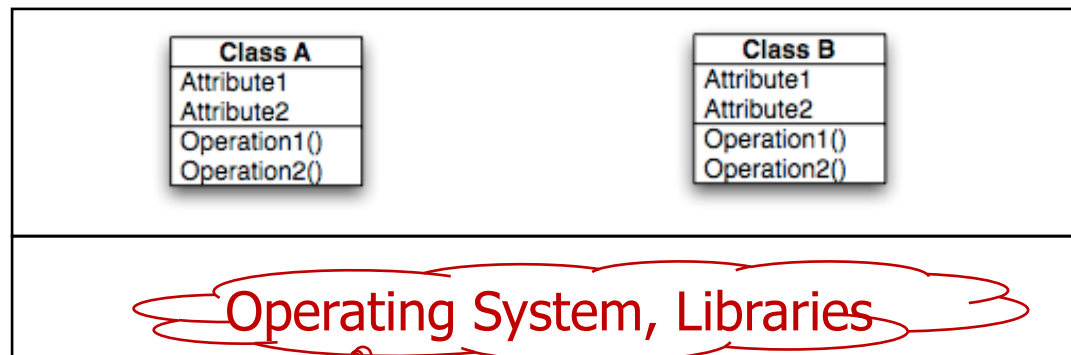 Class A
Attribute1
Attribute2
Operation1()
Operation2()
Class B
Attribute1
Attribute2
Operation1()
Operation2()
Operating System, Libraries